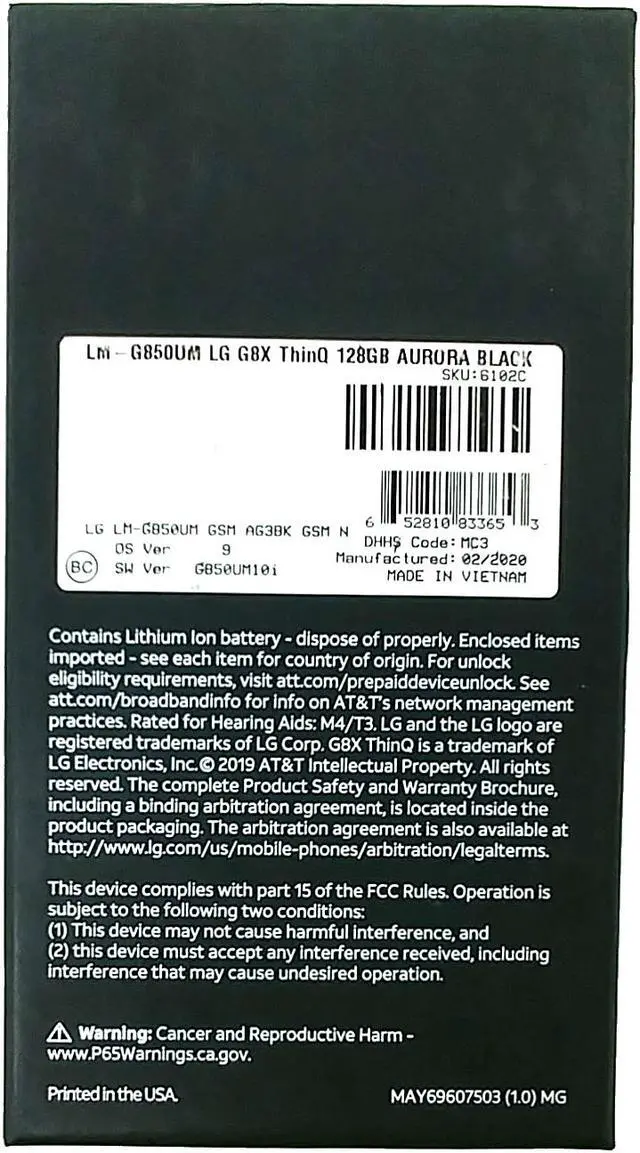 LM-G850UM LG G8X ThinQ 128GB AURORA BLACK
SKU:6102C
6 52810 83365 3
LG LM-G850UM GSM AG3BK GSM N
DHHS Code: MC3
OS Ver 9
Manufactured: 02/2020
BC SW Ver G850UM10i
MADE IN VIETNAM
Contains Lithium Ion battery - dispose of properly. Enclosed items
imported - see each item for country of origin. For unlock
eligibility requirements, visit att.com/prepaiddeviceunlock. See
att.com/broadbandinfo for info on AT&T's network management
practices. Rated for Hearing Aids: M4/T3. LG and the LG logo are
registered trademarks of LG Corp. G8X ThinQ is a trademark of
LG Electronics, Inc.© 2019 AT&T Intellectual Property. All rights
reserved. The complete Product Safety and Warranty Brochure,
including a binding arbitration agreement, is located inside the
product packaging. The arbitration agreement is also available at
http://www.lg.com/us/mobile-phones/arbitration/legalterms.
This device complies with part 15 of the FCC Rules. Operation is
subject to the following two conditions:
(1) This device may not cause harmful interference, and
(2) this device must accept any interference received, including
interference that may cause undesired operation.
Warning: Cancer and Reproductive Harm -
www.P65Warnings.ca.gov.
Printed in the USA.
MAY69607503 (1.0) MG